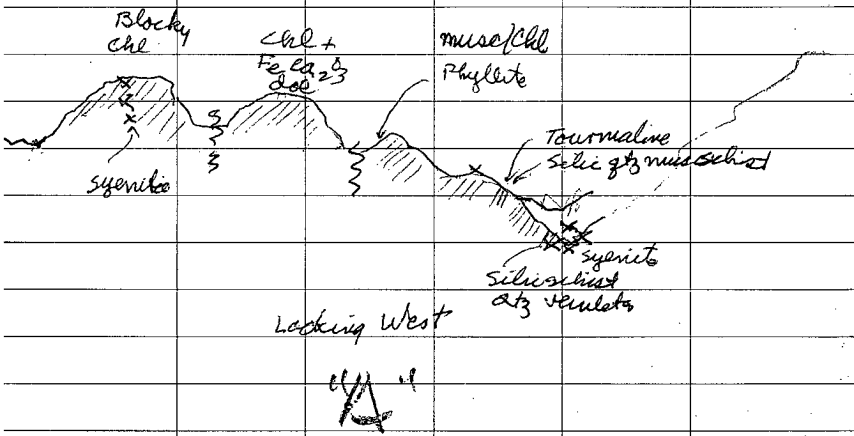 Blocky
chl
chl +
Fe CaCO3
dol
musc/chl
Phyllite
syenite
Tourmaline
Silic qtz musc schist
syenite
Silic schist
qtz veinlets
Looking West
"A"